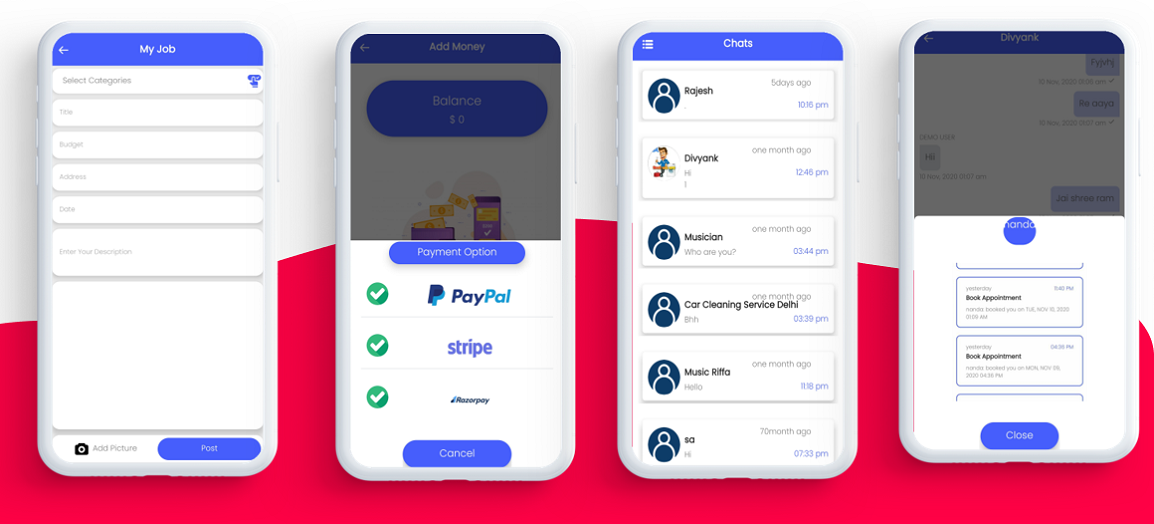 My Job
Select Categories
Title
Budget
Address
Date
Enter Your Description
Add Picture
Post
Add Money
Balance
$ 0
Payment Option
PayPal
stripe
Razorpay
Cancel
Chats
Rajesh
5days ago
10:16 pm
Divyank
one month ago
Hi
12:46 pm
1
Musician
one month ago
Who are you?
03:44 pm
one month ago
Car Cleaning Service Delhi
Bhh
03:39 pm
Music Riffa
one month ago
Hello
11:18 pm
sa
70month ago
Hi
07:33 pm
Divyank
Fyjvhj
10 Nov, 2020 01:06 am
Re aaya
10 Nov, 2020 01:07 am
DEMO USER
Hii
10 Nov, 2020 01:07 am
Jai shree ram
nanda
yesterday
1:40 PM
Book Appointment
nanda booked you on TUE, NOV 10, 2020
01:09 AM
yesterday
04:36 PM
Book Appointment
nanda booked you on MON, NOV 09,
2020 04:36 PM
Close